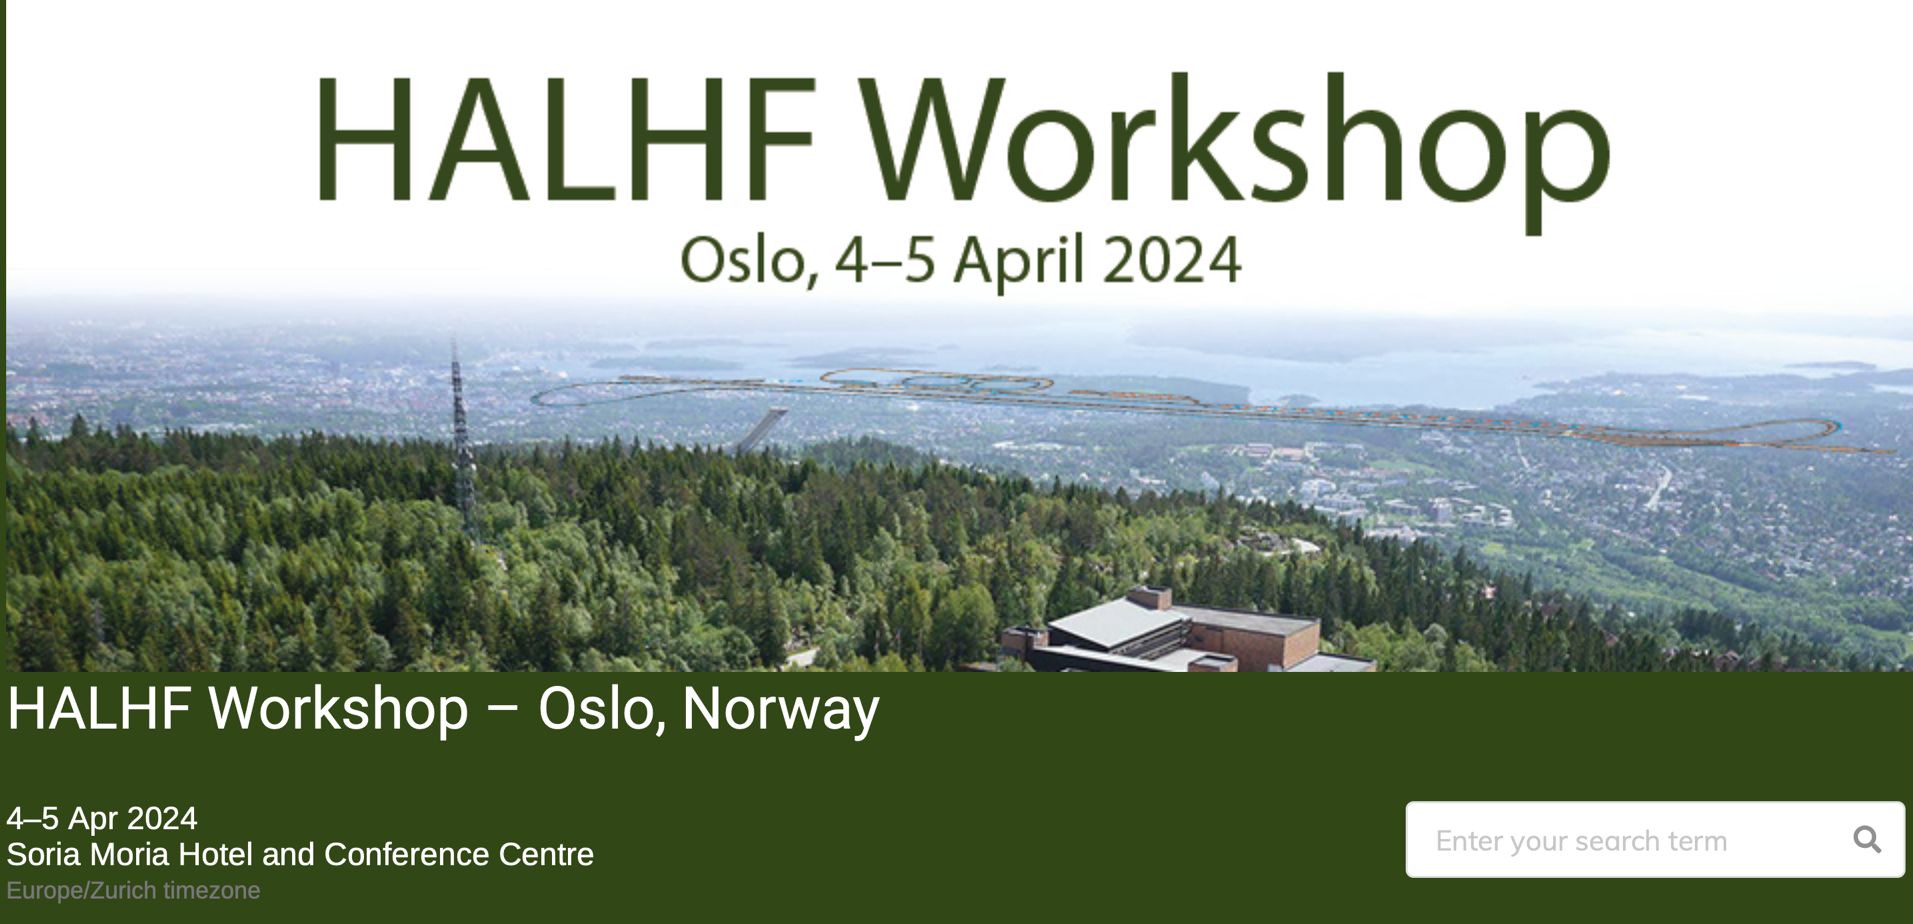 HALHF Workshop
Oslo, 4–5 April 2024
HALHF Workshop – Oslo, Norway
4–5 Apr 2024
Soria Moria Hotel and Conference Centre
Enter your search term
Europe/Zurich timezone